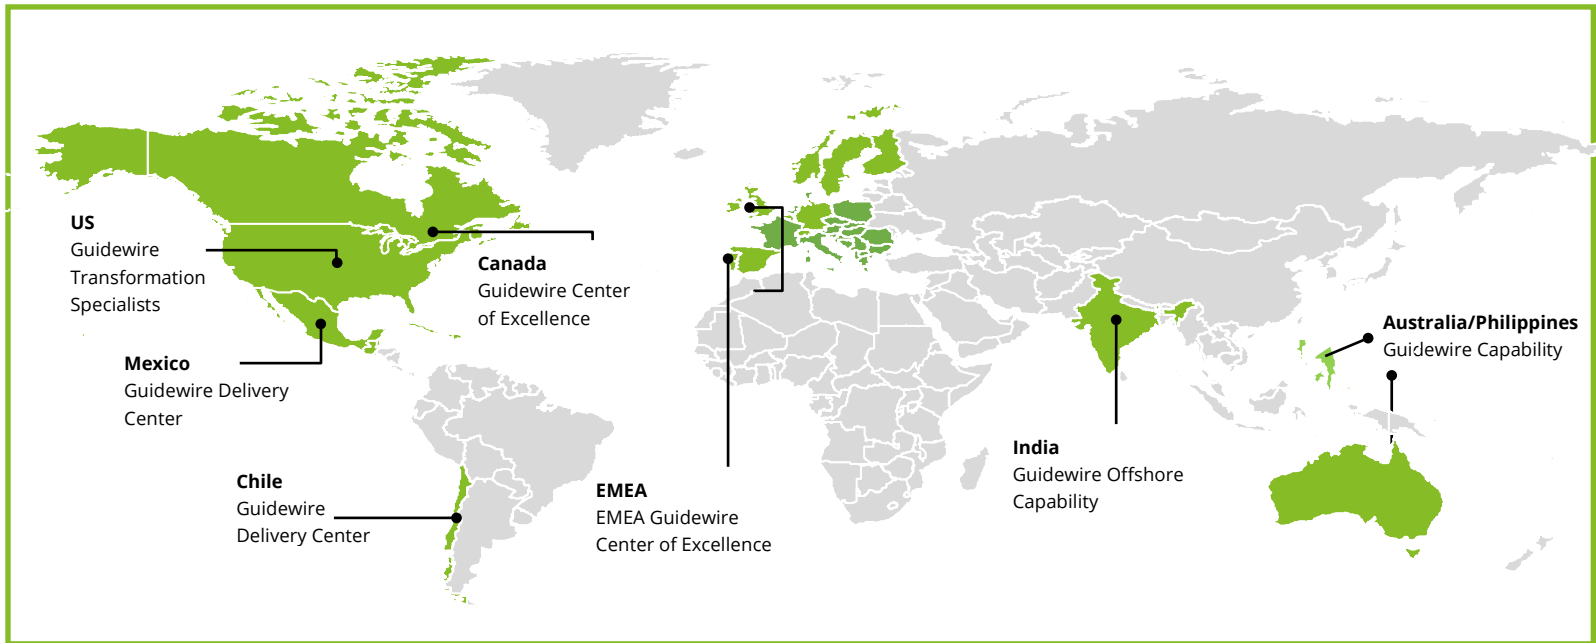 US
Guidewire
Transformation
Specialists
Canada
Guidewire Center
of Excellence
Mexico
Guidewire Delivery
Center
Chile
Guidewire
Delivery Center
EMEA
EMEA Guidewire
Center of Excellence
India
Guidewire Offshore
Capability
Australia/Philippines
Guidewire Capability